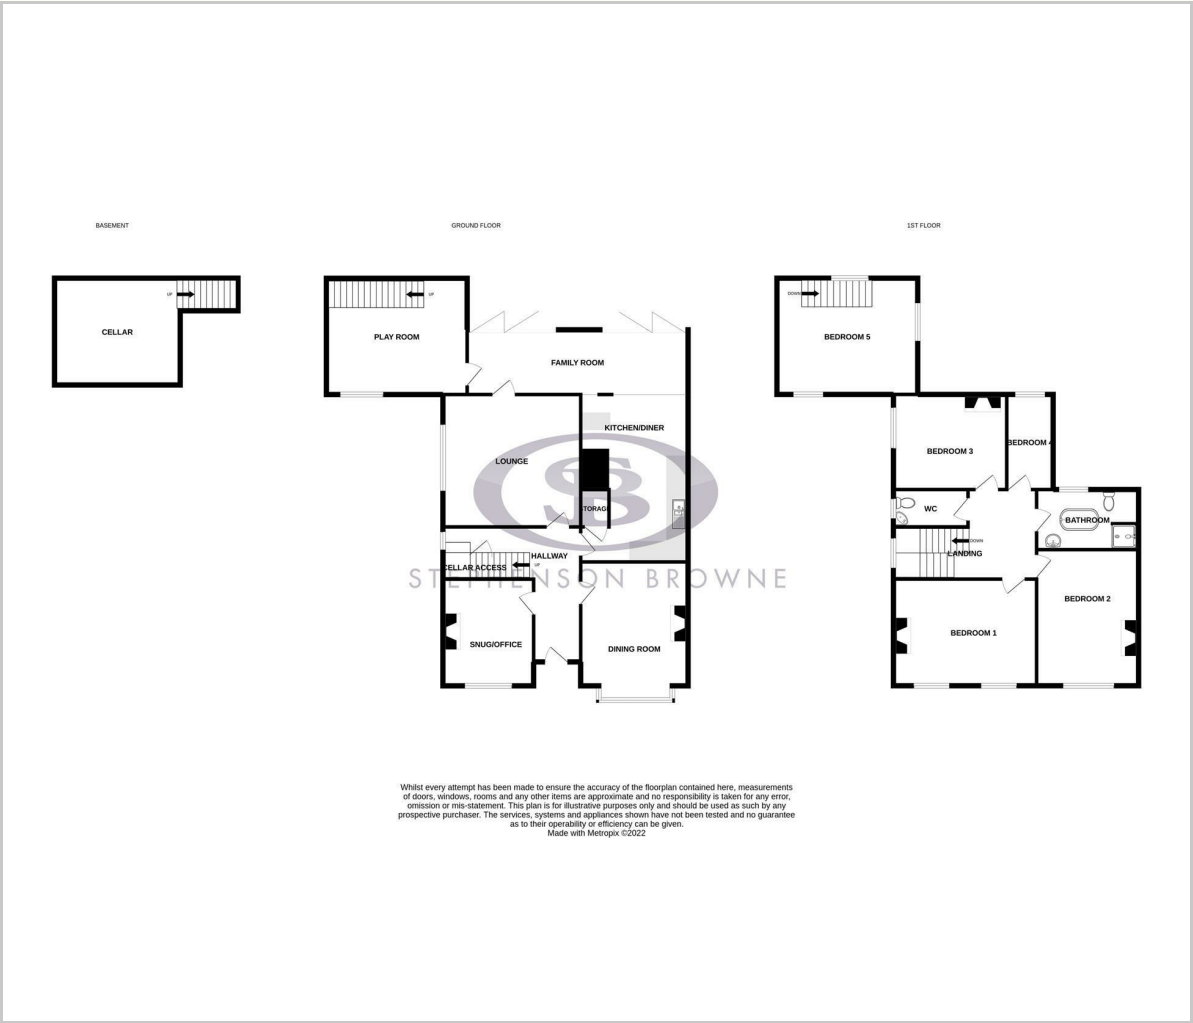 BASEMENT
GROUND FLOOR
1ST FLOOR
UP
CELLAR
UP
PLAY ROOM
FAMILY ROOM
KITCHEN/DINER
LOUNGE
STORAGE
HALLWAY
CELLAR ACCESS
UP
SNUG/OFFICE
DINING ROOM
DOWN
BEDROOM 5
BEDROOM 3
BEDROOM 4
WC
BATHROOM
DOWN
LANDING
BEDROOM 2
BEDROOM 1
SB
STEPHENSON BROWNE
Whilst every attempt has been made to ensure the accuracy of the floorplan contained here, measurements
of doors, windows, rooms and any other items are approximate and no responsibility is taken for any error,
omission or mis-statement. This plan is for illustrative purposes only and should be used as such by any
prospective purchaser. The services, systems and appliances shown have not been tested and no guarantee
as to their operability or efficiency can be given.
Made with Metropix ©2022